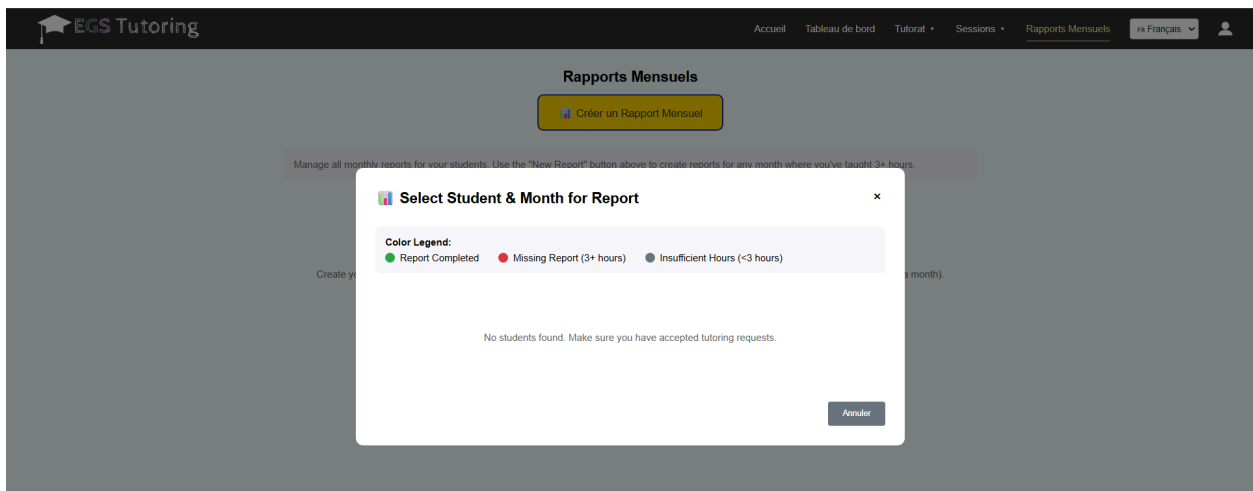 EGS Tutoring
Accueil Tableau de bord Tutorat Sessions Rapports Mensuels FR Français
Rapports Mensuels
Créer un Rapport Mensuel
Manage all monthly reports for your students. Use the "New Report" button above to create reports for any month where you've taught 3+ hours.
Select Student & Month for Report ×
Color Legend:
Report Completed Missing Report (3+ hours) Insufficient Hours (<3 hours)
Create a month).
No students found. Make sure you have accepted tutoring requests.
Annuler